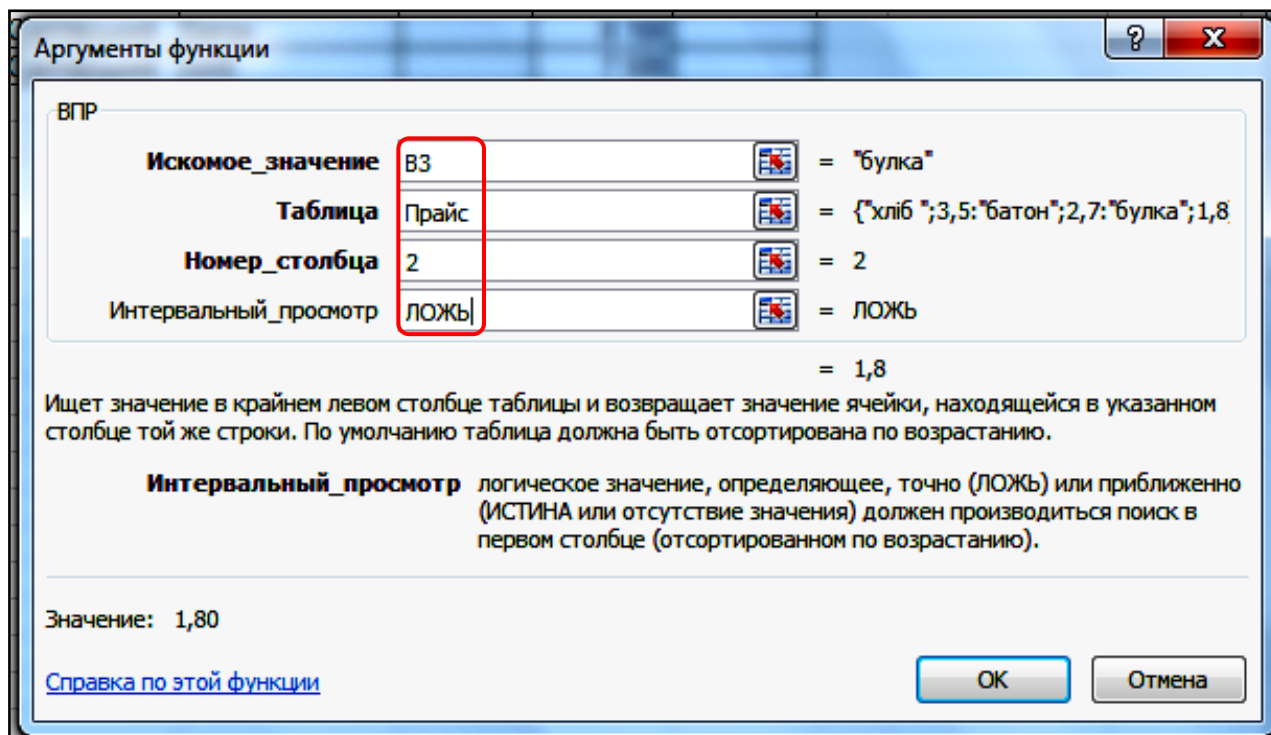 Аргументы функции
ВПР
Искомое_значение B3 = "булка"
Таблица Прайс = {"хліб ";3,5:"батон";2,7:"булка";1,8
Номер_столбца 2 = 2
Интервальный_просмотр ЛОЖЬ = ЛОЖЬ
= 1,8
Ищет значение в крайнем левом столбце таблицы и возвращает значение ячейки, находящейся в указанном
столбце той же строки. По умолчанию таблица должна быть отсортирована по возрастанию.
Интервальный_просмотр логическое значение, определяющее, точно (ЛОЖЬ) или приближенно
(ИСТИНА или отсутствие значения) должен производиться поиск в
первом столбце (отсортированном по возрастанию).
Значение: 1,80
Справка по этой функции
ОК
Отмена